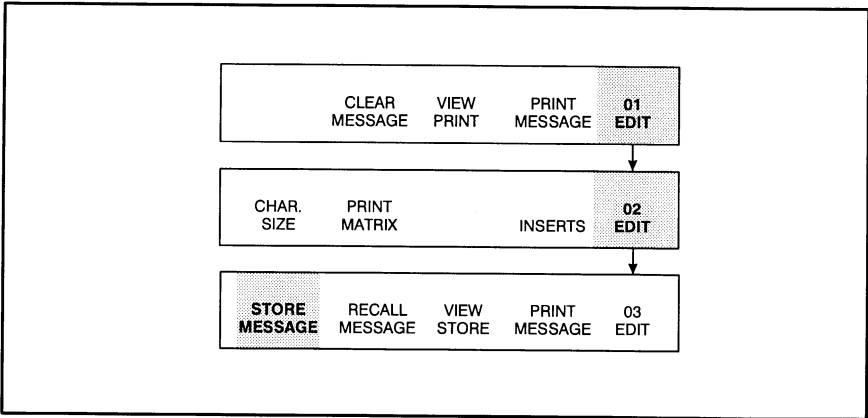 CLEAR VIEW PRINT 01
MESSAGE PRINT MESSAGE EDIT
CHAR. PRINT 02
SIZE MATRIX INSERTS EDIT
STORE RECALL VIEW PRINT 03
MESSAGE MESSAGE STORE MESSAGE EDIT